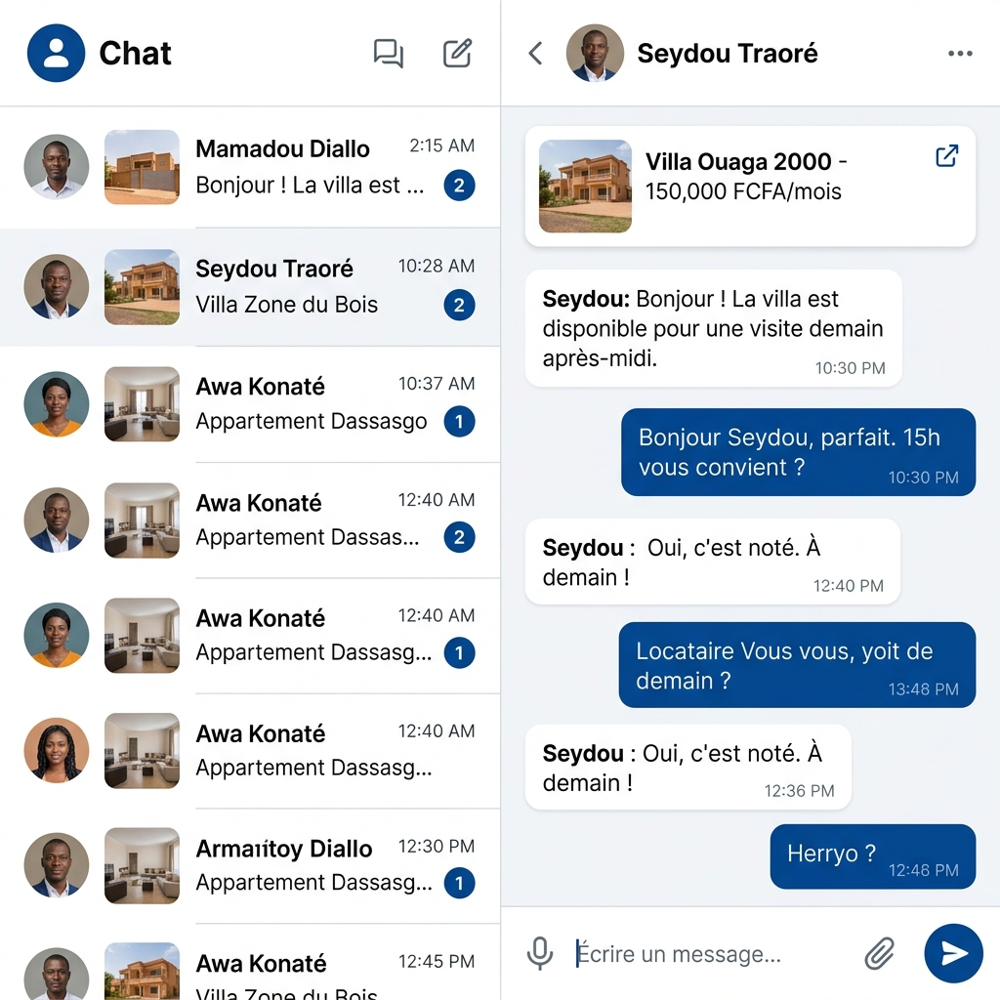 Chat
Mamadou Diallo 2:15 AM
Bonjour ! La villa est ... 2
Seydou Traoré 10:28 AM
Villa Zone du Bois 2
Awa Konaté 10:37 AM
Appartement Dassasgo 1
Awa Konaté 12:40 AM
Appartement Dassas... 2
Awa Konaté 12:40 AM
Appartement Dassasg... 1
Awa Konaté 12:40 AM
Appartement Dassasg...
Armaıitoy Diallo 12:30 PM
Appartement Dassasg... 1
Awa Konaté 12:45 PM
Villa Zone du Bois
Seydou Traoré
Villa Ouaga 2000 -
150,000 FCFA/mois
Seydou: Bonjour ! La villa est
disponible pour une visite demain
après-midi.
10:30 PM
Bonjour Seydou, parfait. 15h
vous convient ?
10:30 PM
Seydou : Oui, c'est noté. À
demain !
12:40 PM
Locataire Vous vous, yoit de
demain ?
13:48 PM
Seydou : Oui, c'est noté. À
demain !
12:36 PM
Herryo ?
12:46 PM
Écrire un message...